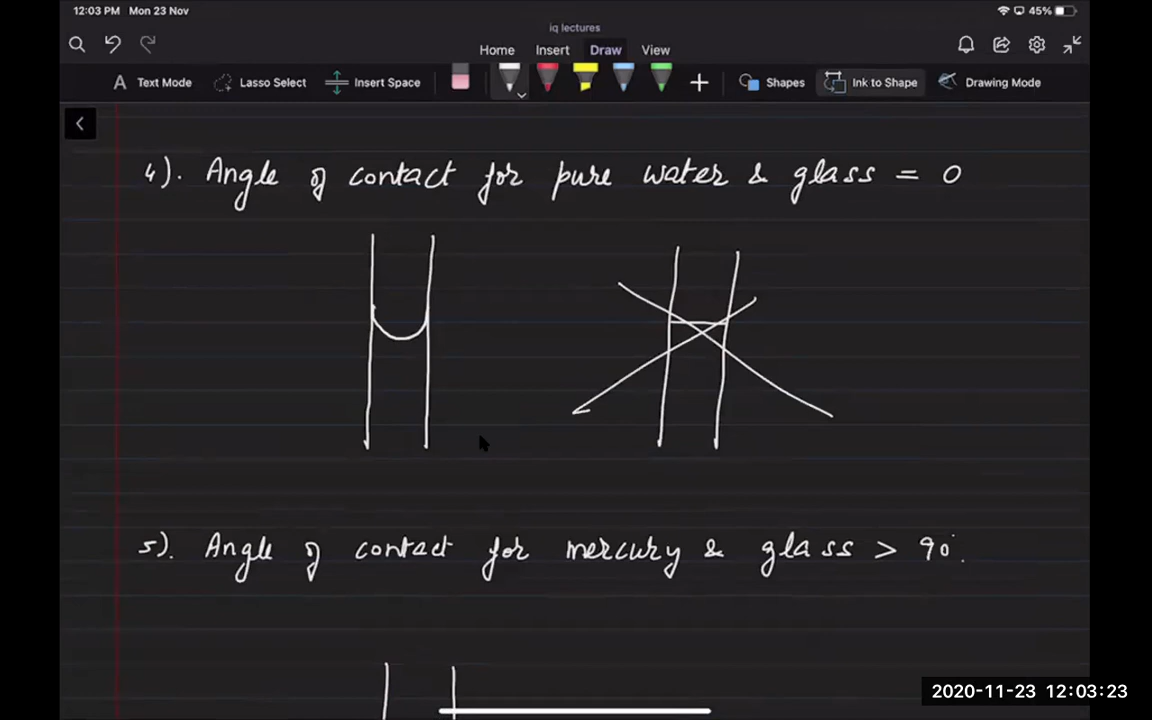 12:03 PM Mon 23 Nov
45%
iq lectures
Home Insert Draw View
Text Mode Lasso Select Insert Space Shapes Ink to Shape Drawing Mode
4). Angle of contact for pure water & glass = 0
5). Angle of contact for mercury & glass > 90°.
2020-11-23 12:03:23